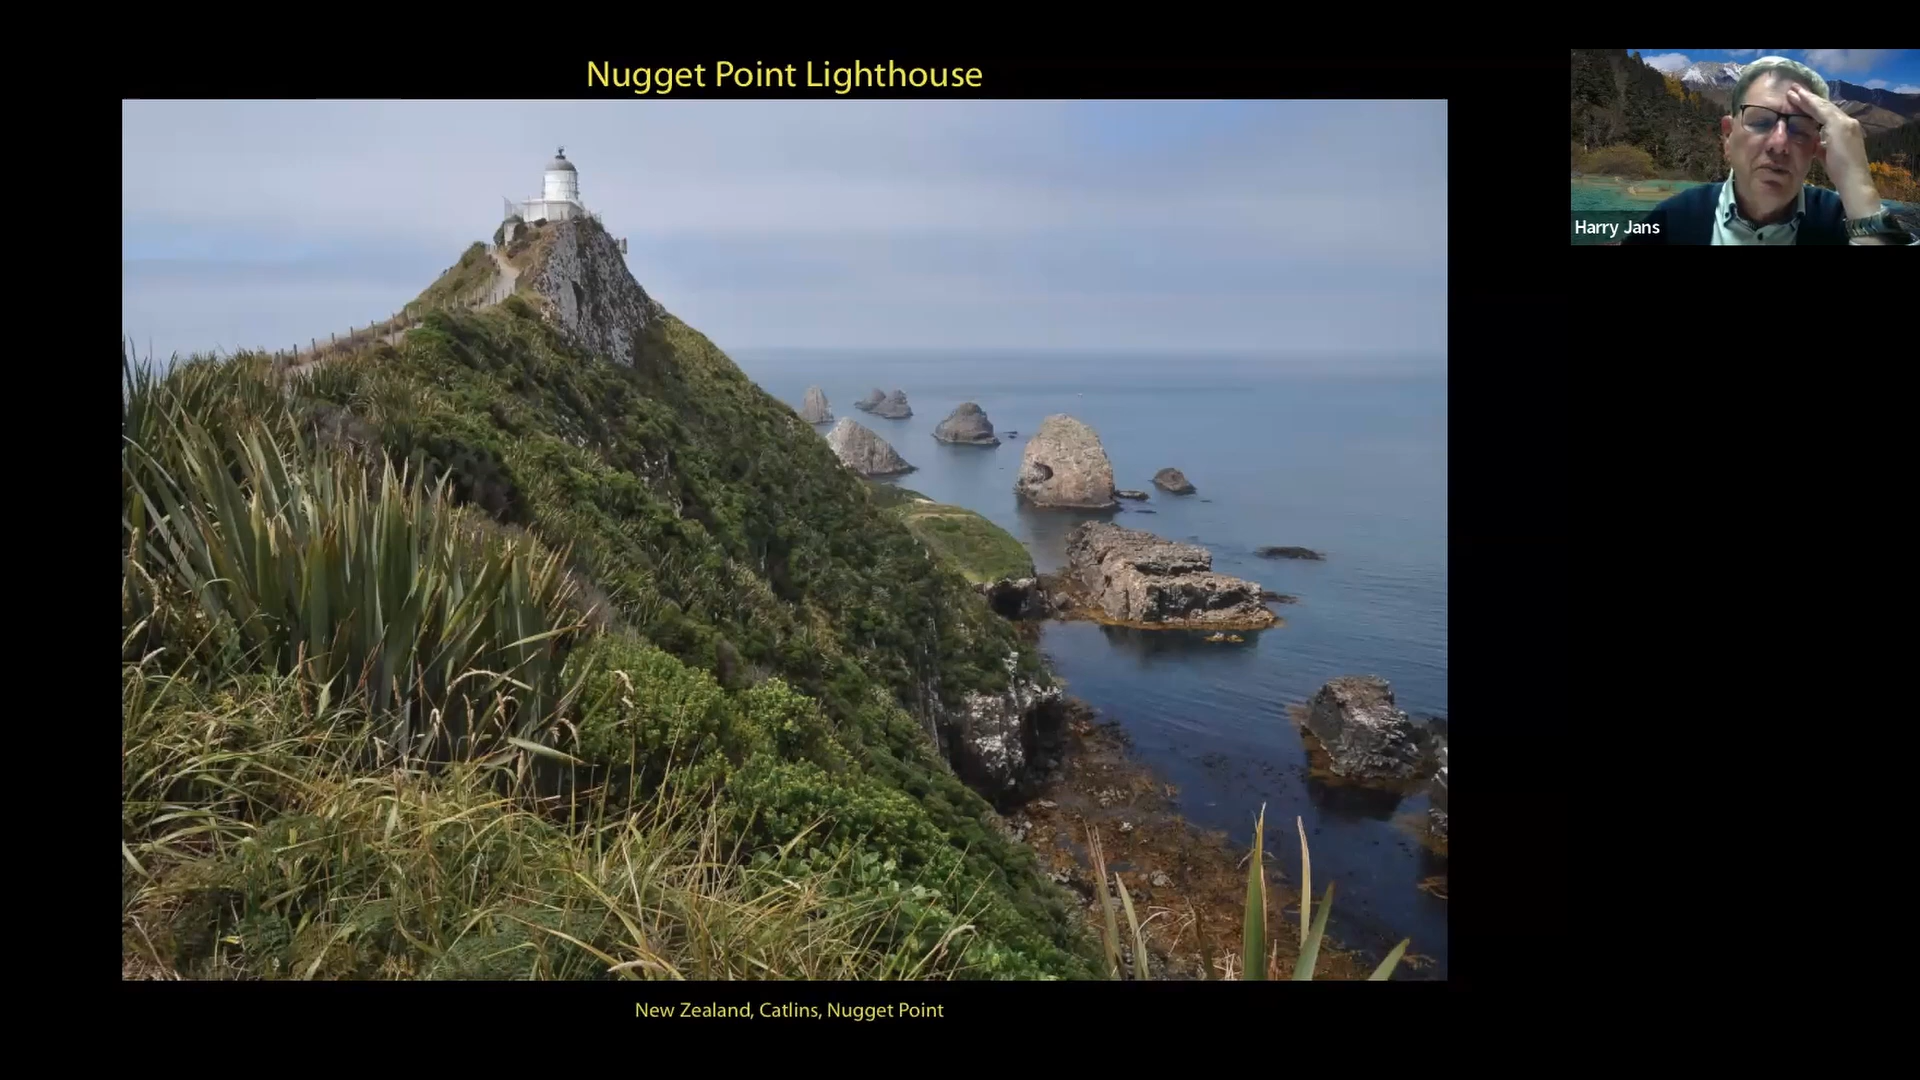 Nugget Point Lighthouse
Harry Jans
New Zealand, Catlins, Nugget Point